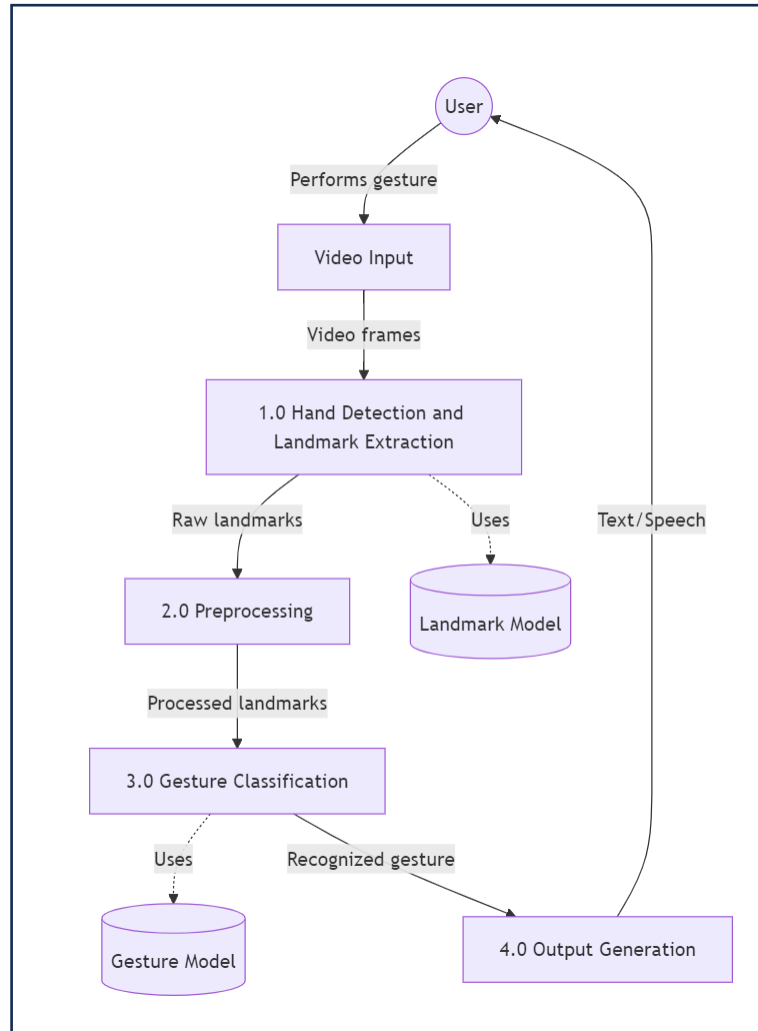 User
Performs gesture
Video Input
Video frames
1.0 Hand Detection and
Landmark Extraction
Raw landmarks
Uses
Text/Speech
2.0 Preprocessing
Landmark Model
Processed landmarks
3.0 Gesture Classification
Uses
Recognized gesture
Gesture Model
4.0 Output Generation